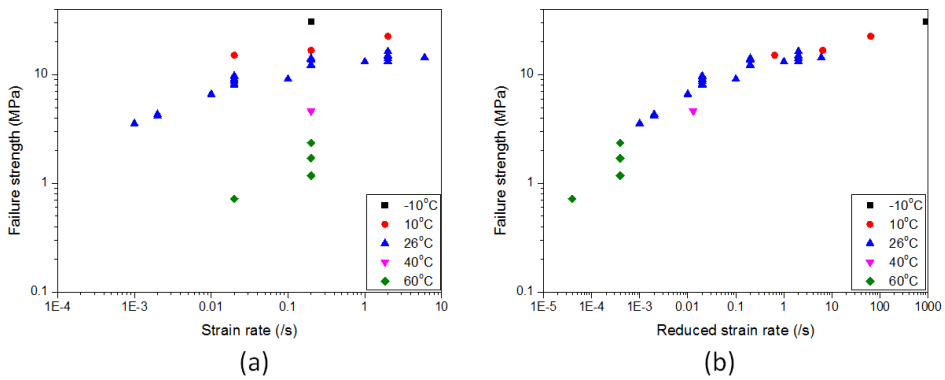 10
1
0.1
Failure strength (MPa)
1E-4 1E-3 0.01 0.1 1 10
Strain rate (/s)
-10°C
10°C
26°C
40°C
60°C
(a)
10
1
0.1
Failure strength (MPa)
1E-5 1E-4 1E-3 0.01 0.1 1 10 100 1000
Reduced strain rate (/s)
-10°C
10°C
26°C
40°C
60°C
(b)